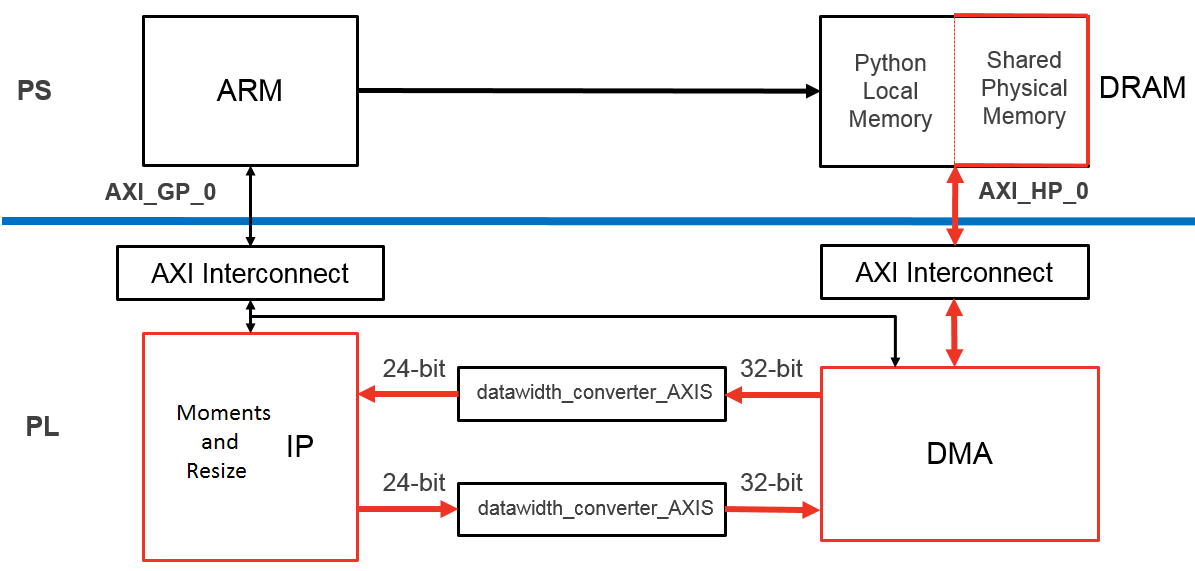 PS
ARM
Python
Local
Memory
Shared
Physical
Memory
DRAM
AXI_GP_0
AXI_HP_0
AXI Interconnect
AXI Interconnect
PL
Moments
and
Resize
IP
24-bit
datawidth_converter_AXIS
32-bit
24-bit
datawidth_converter_AXIS
32-bit
DMA